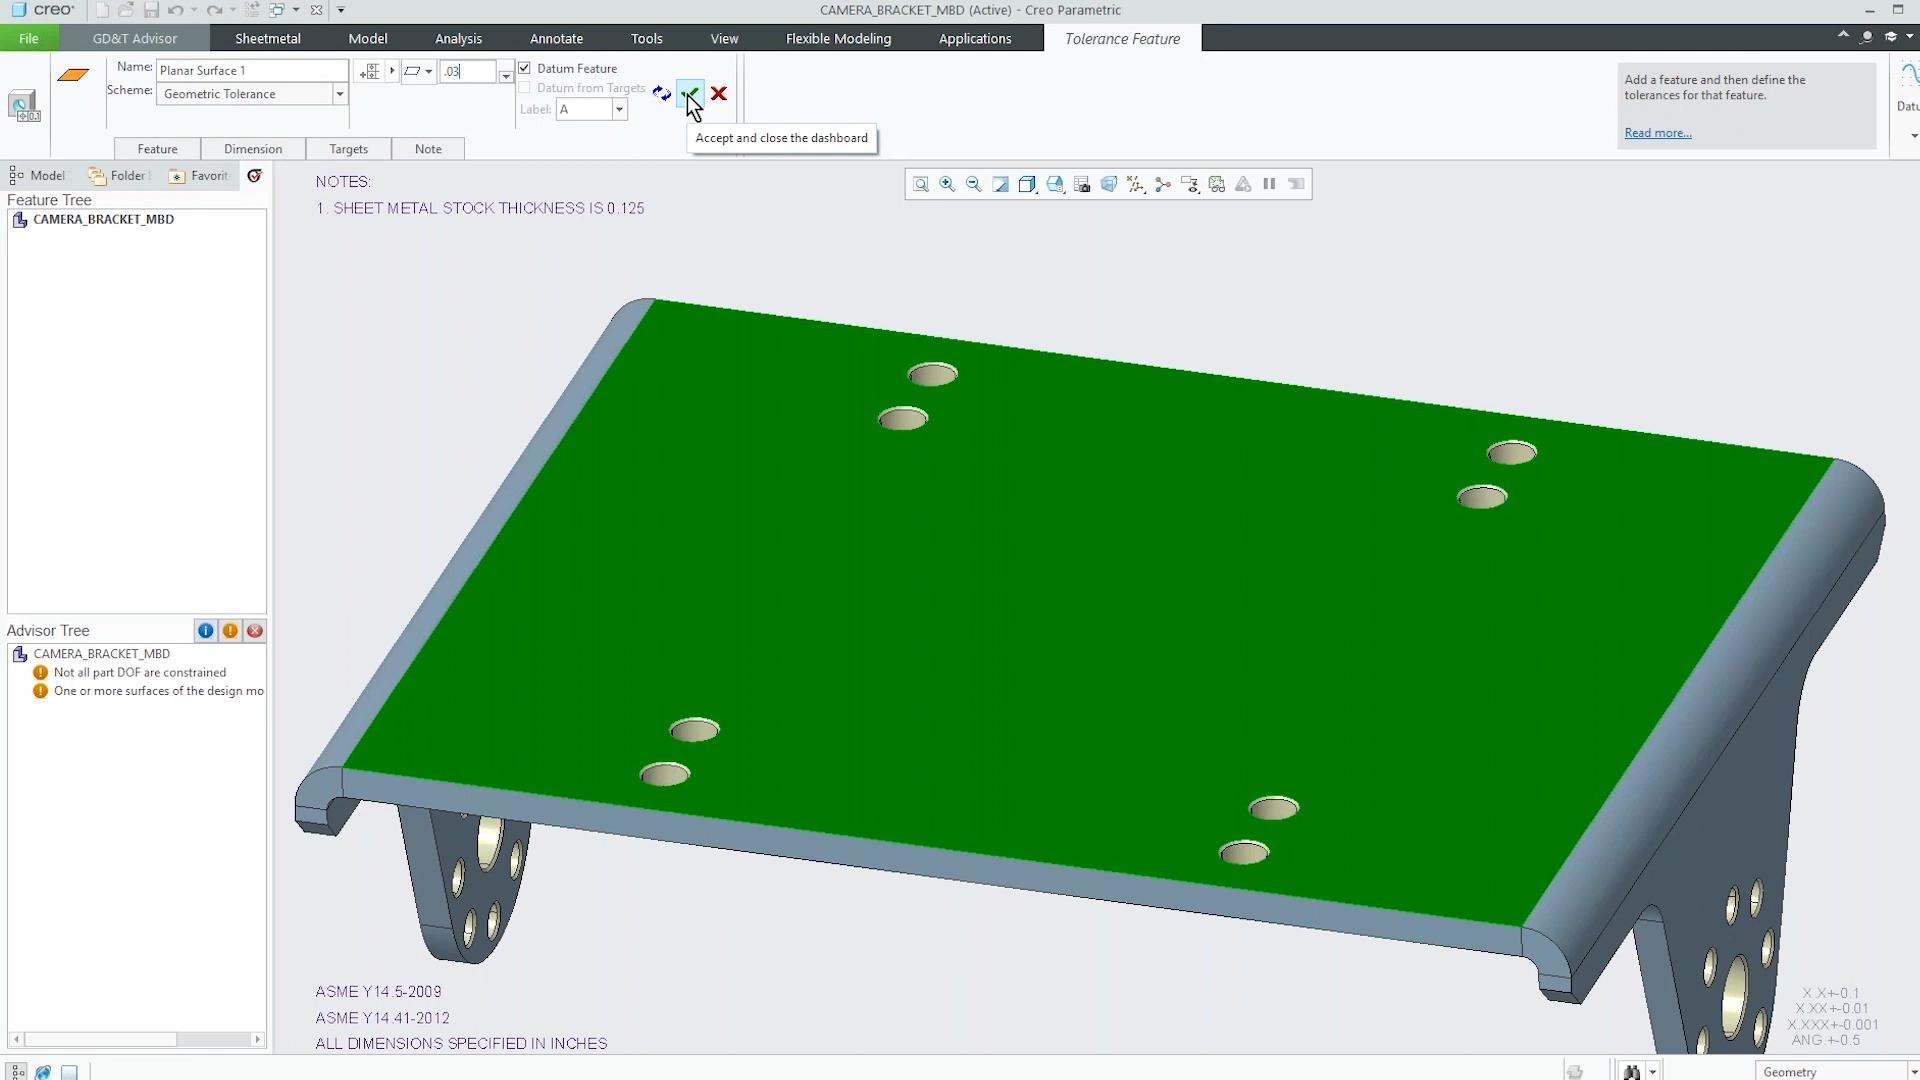 creo
CAMERA_BRACKET_MBD (Active) - Creo Parametric
File
GD&T Advisor
Sheetmetal
Model
Analysis
Annotate
Tools
View
Flexible Modeling
Applications
Tolerance Feature
Name: Planar Surface 1
.03
Datum Feature
Scheme: Geometric Tolerance
Datum from Targets
Label: A
Accept and close the dashboard
Add a feature and then define the
tolerances for that feature.
Read more...
Datu
Feature
Dimension
Targets
Note
Model
Folder
Favorit
Feature Tree
CAMERA_BRACKET_MBD
NOTES:
1. SHEET METAL STOCK THICKNESS IS 0.125
Advisor Tree
CAMERA_BRACKET_MBD
Not all part DOF are constrained
One or more surfaces of the design mo
ASME Y14.5-2009
ASME Y14.41-2012
ALL DIMENSIONS SPECIFIED IN INCHES
X.X+-0.1
X.XX+-0.01
X.XXX+-0.001
ANG.+-0.5
Geometry